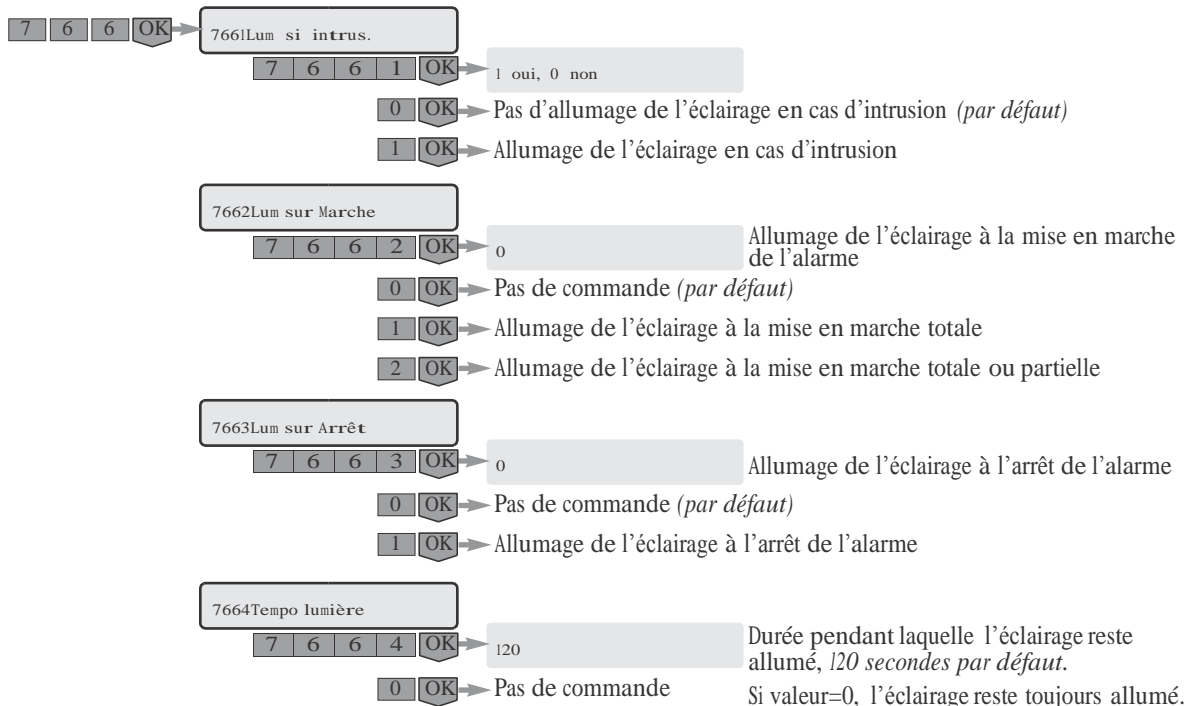 7 6 6 OK
7661Lum si intrus.
7 6 6 1 OK
1 oui, 0 non
0 OK Pas d'allumage de l'éclairage en cas d'intrusion (par défaut)
1 OK Allumage de l'éclairage en cas d'intrusion
7662Lum sur Marche
7 6 6 2 OK
0
Allumage de l'éclairage à la mise en marche
de l'alarme
0 OK Pas de commande (par défaut)
1 OK Allumage de l'éclairage à la mise en marche totale
2 OK Allumage de l'éclairage à la mise en marche totale ou partielle
7663Lum sur Arrêt
7 6 6 3 OK
0
Allumage de l'éclairage à l'arrêt de l'alarme
0 OK Pas de commande (par défaut)
1 OK Allumage de l'éclairage à l'arrêt de l'alarme
7664Tempo lumière
7 6 6 4 OK
120
Durée pendant laquelle l'éclairage reste
allumé, 120 secondes par défaut.
0 OK Pas de commande
Si valeur=0, l'éclairage reste toujours allumé.